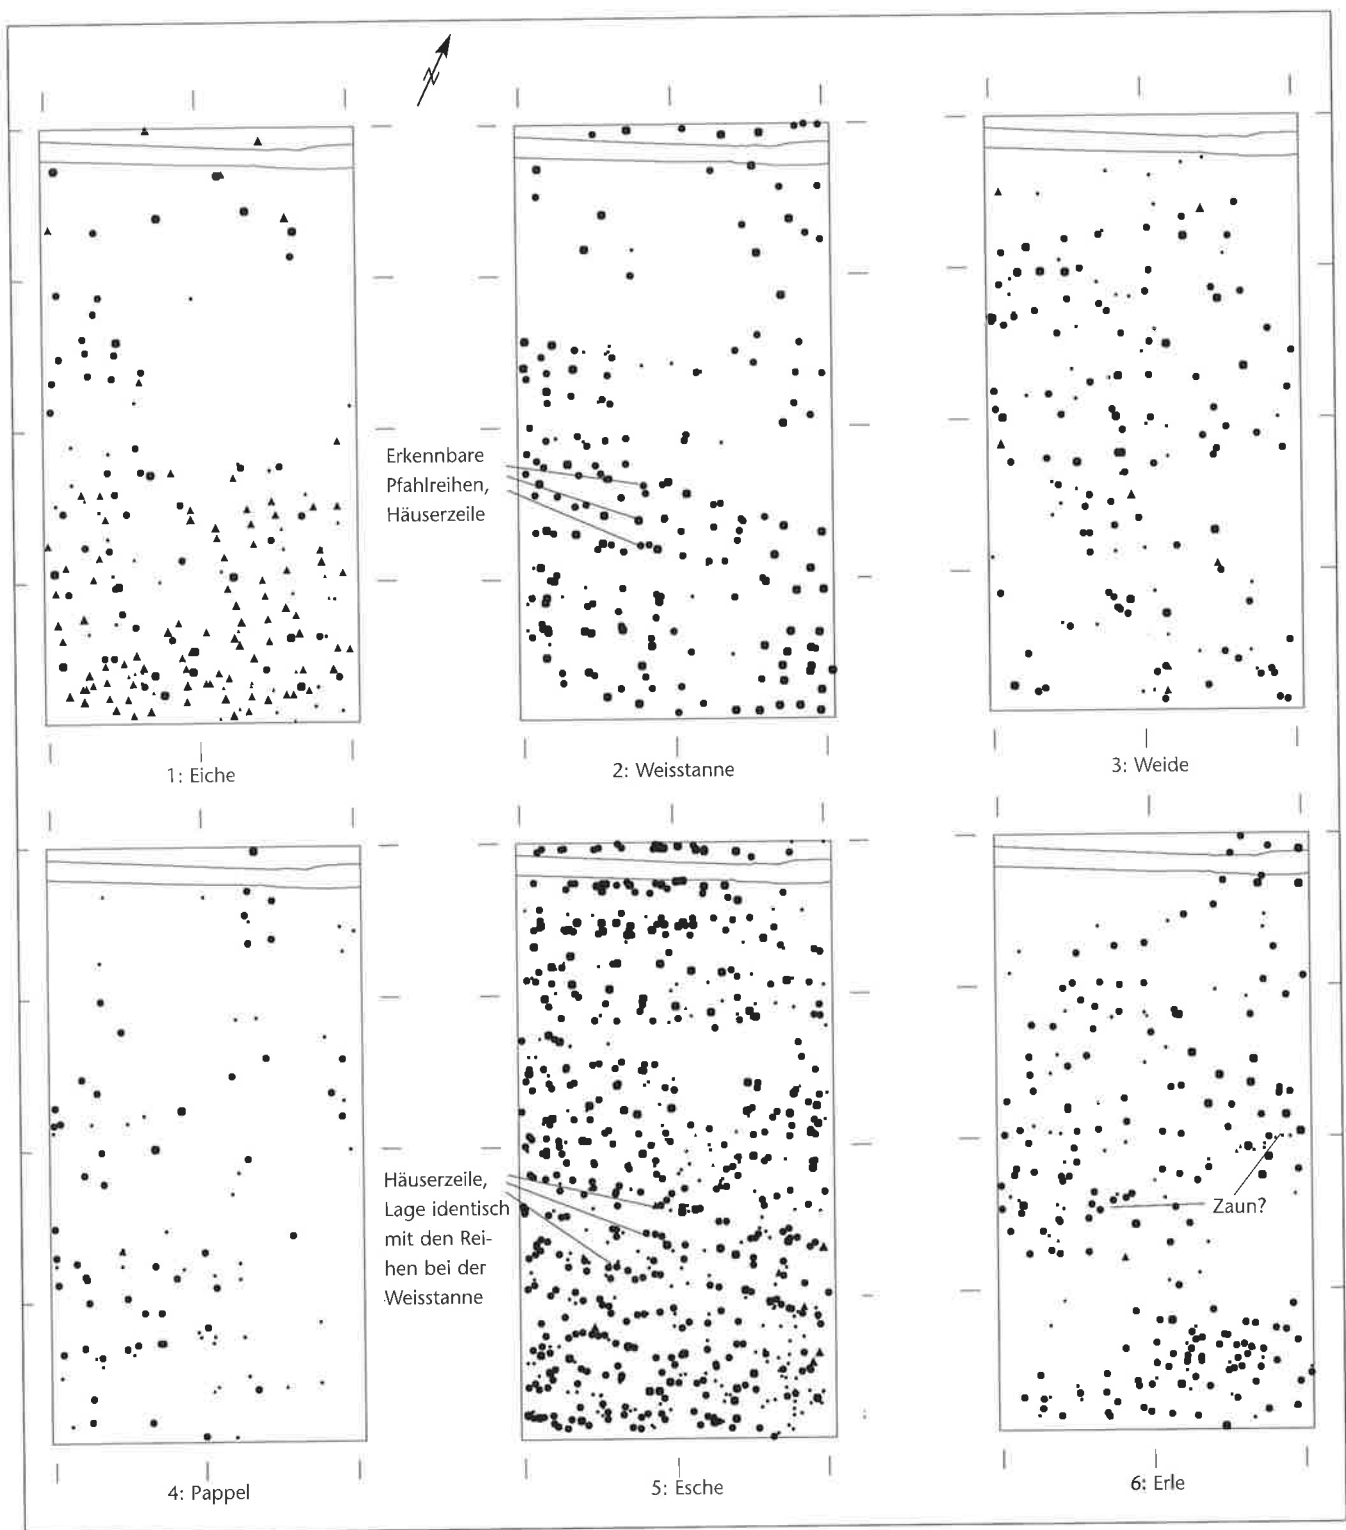 N
Erkennbare
Pfahlreihen,
Häuserzeile
1: Eiche
2: Weisstanne
3: Weide
Häuserzeile,
Lage identisch
mit den Rei-
hen bei der
Weisstanne
Zaun?
4: Pappel
5: Esche
6: Erle